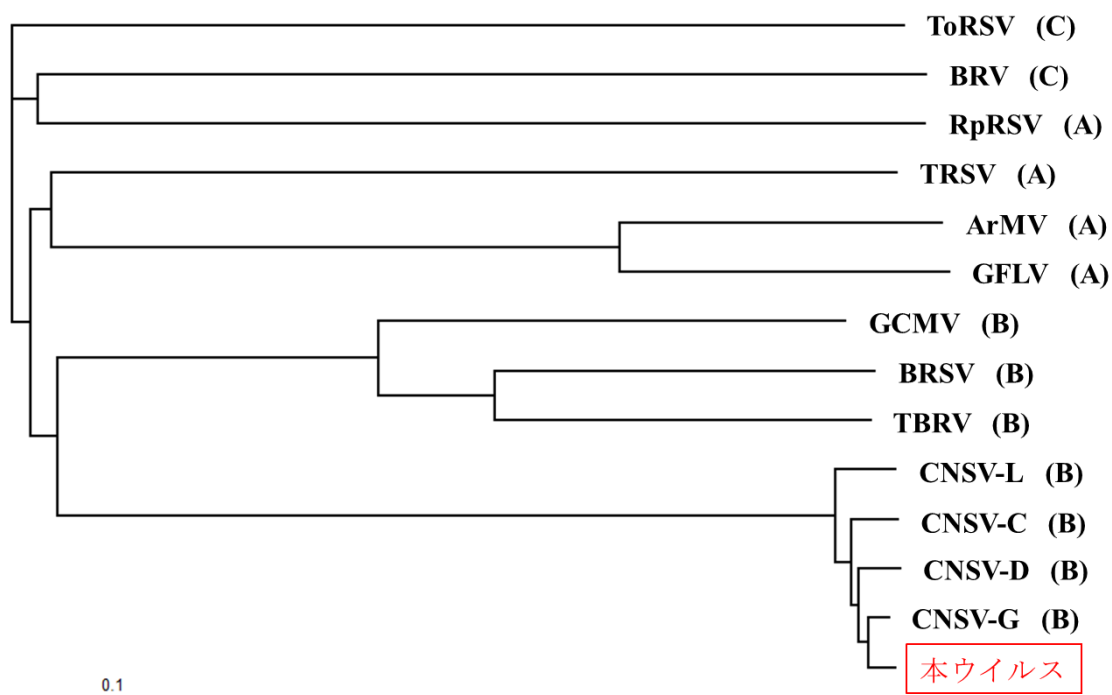 ToRSV (C)
BRV (C)
RpRSV (A)
TRSV (A)
ArMV (A)
GFLV (A)
GCMV (B)
BRSV (B)
TBRV (B)
CNSV-L (B)
CNSV-C (B)
CNSV-D (B)
CNSV-G (B)
本ウイルス
0.1